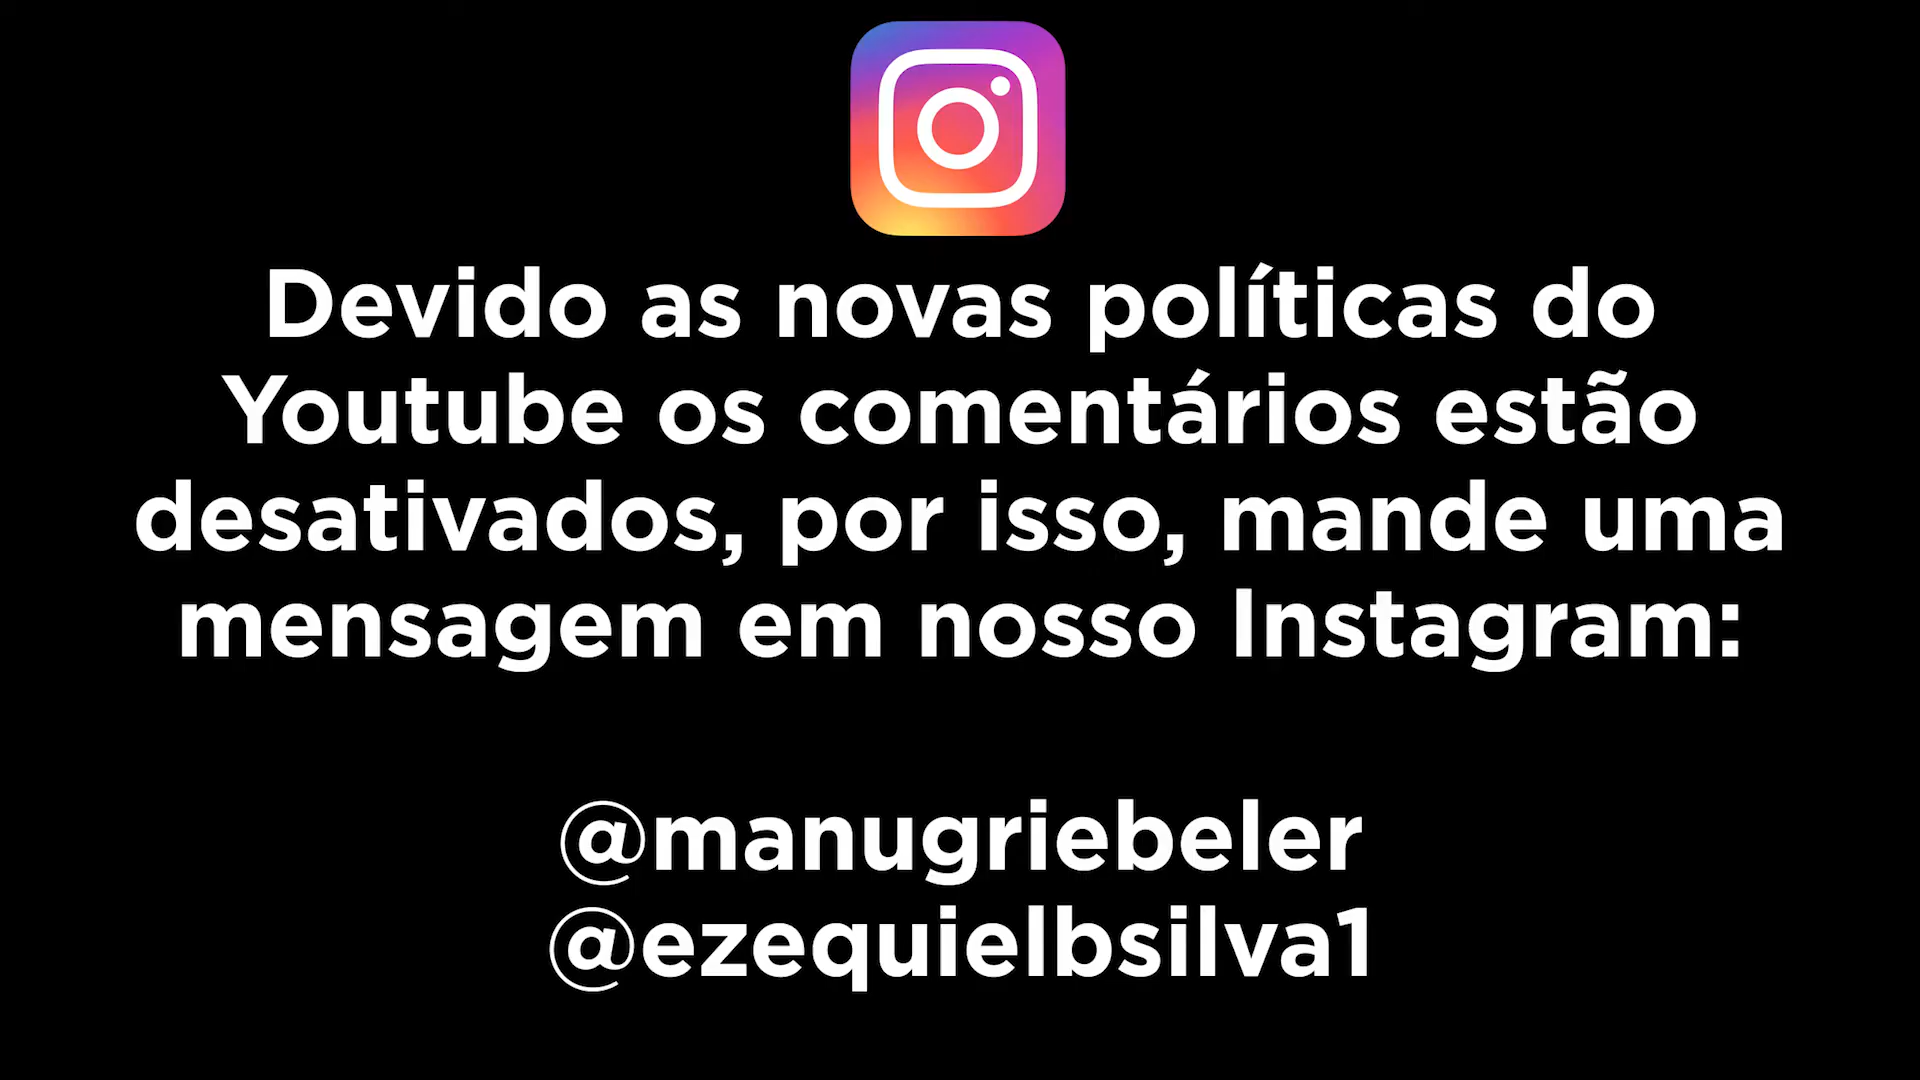 Devido as novas políticas do
Youtube os comentários estão
desativados, por isso, mande uma
mensagem em nosso Instagram:
@manugriebeler
@ezequielbsilva1